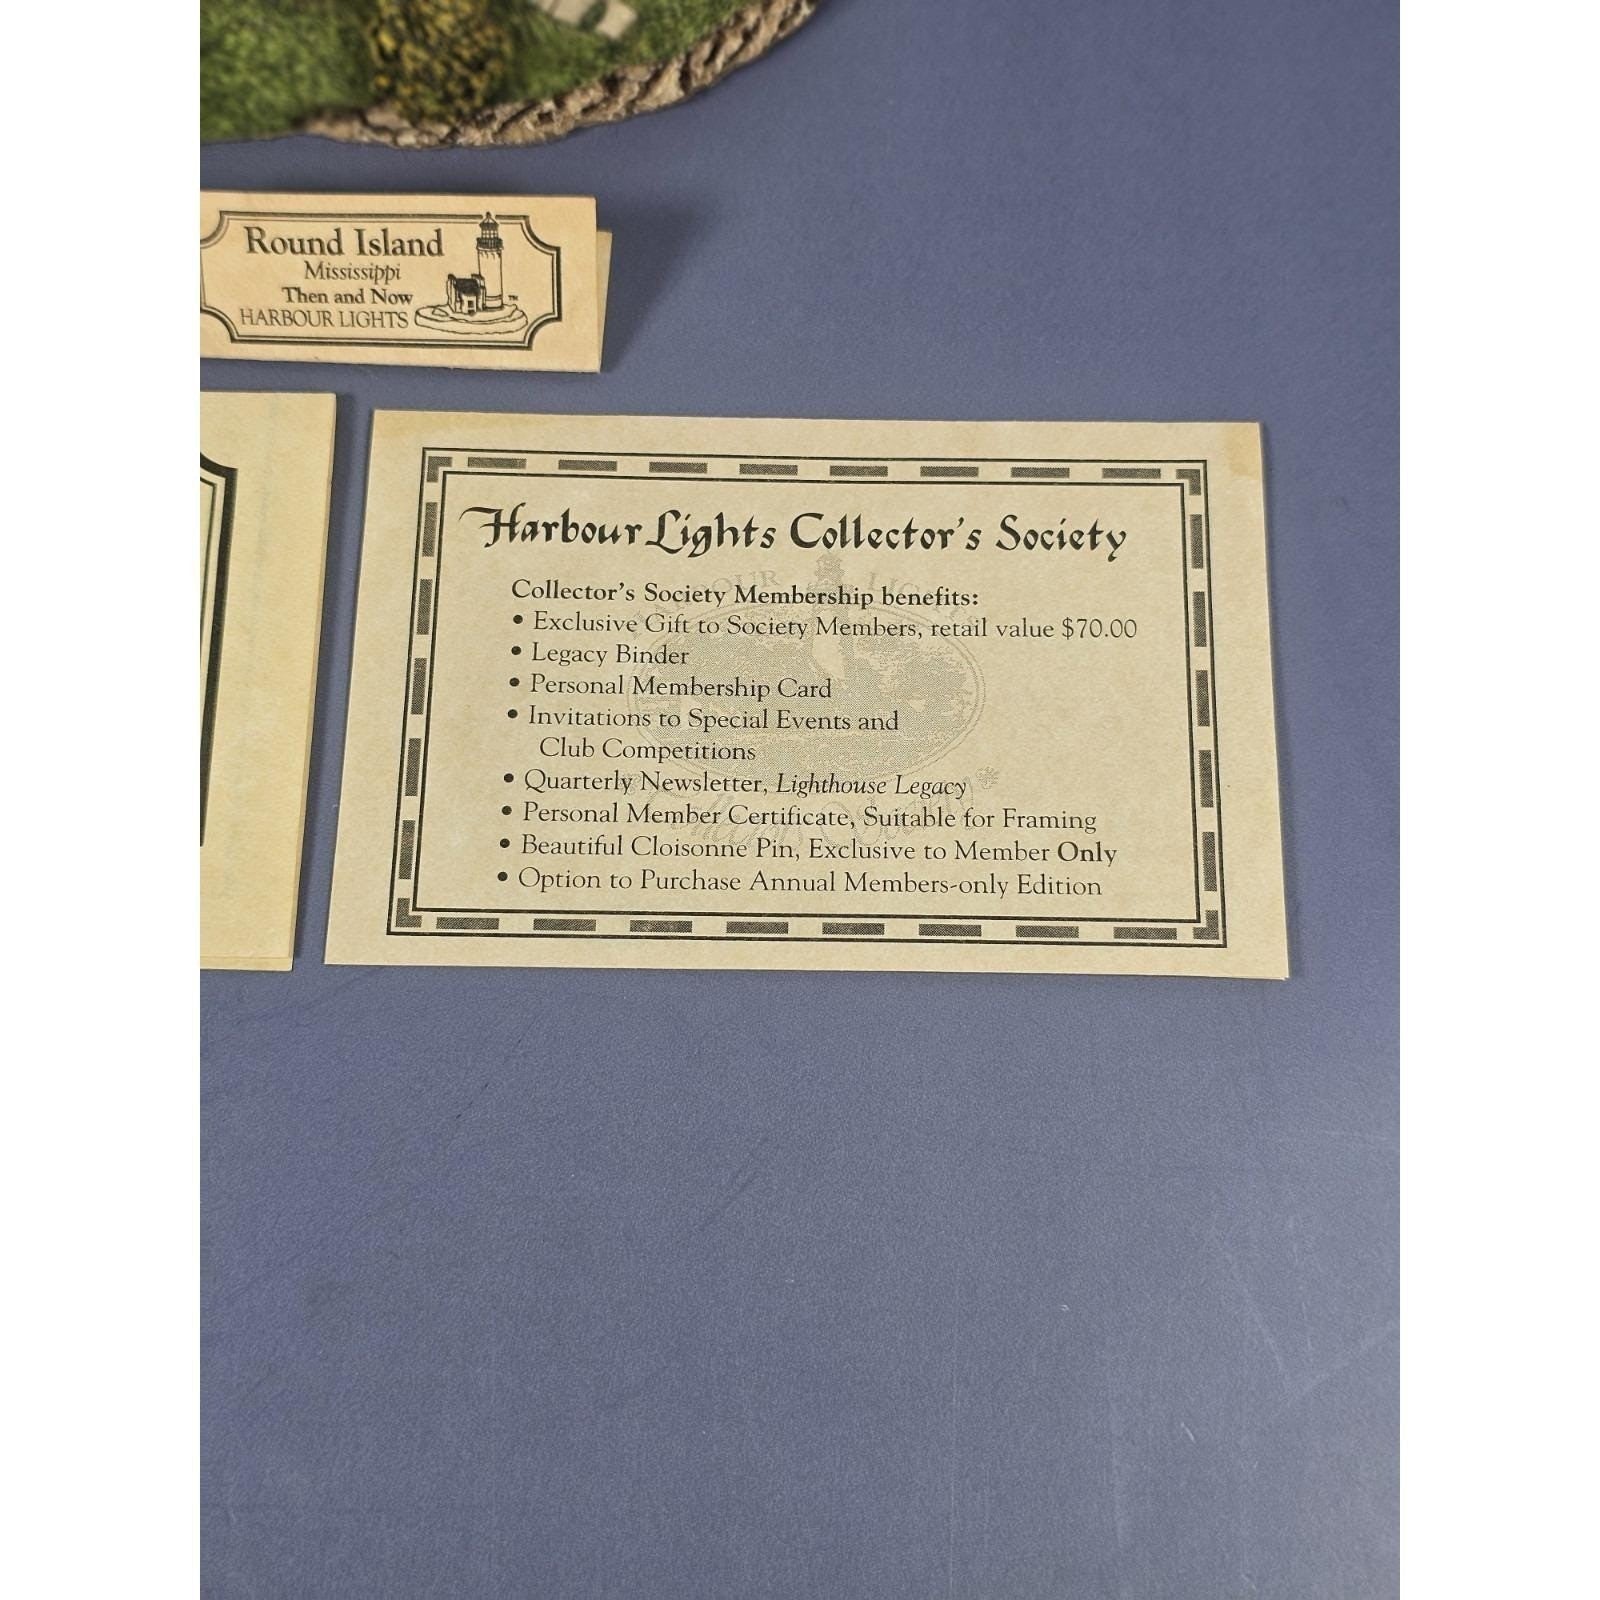 Round Island
Mississippi
Then and Now
HARBOUR LIGHTS ™
Harbour Lights Collector's Society
Collector's Society Membership benefits:
• Exclusive Gift to Society Members, retail value $70.00
• Legacy Binder
• Personal Membership Card
• Invitations to Special Events and
Club Competitions
• Quarterly Newsletter, Lighthouse Legacy
• Personal Member Certificate, Suitable for Framing
• Beautiful Cloisonne Pin, Exclusive to Member Only
• Option to Purchase Annual Members-only Edition